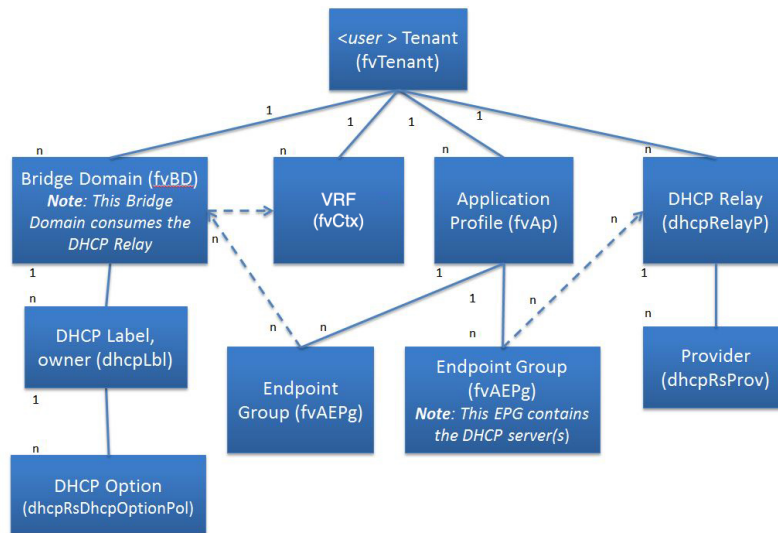 <user > Tenant
(fvTenant)
1
1
1
1
n
n
n
n
Bridge Domain (fvBD)
Note: This Bridge
Domain consumes the
DHCP Relay
VRF
(fvCtx)
Application
Profile (fvAp)
DHCP Relay
(dhcpRelayP)
n
n
1
n
1
1
1
n
n
n
n
n
DHCP Label,
owner (dhcpLbl)
Endpoint
Group (fvAEPg)
Endpoint Group
(fvAEPg)
Note: This EPG contains
the DHCP server(s)
Provider
(dhcpRsProv)
1
n
DHCP Option
(dhcpRsDhcpOptionPol)